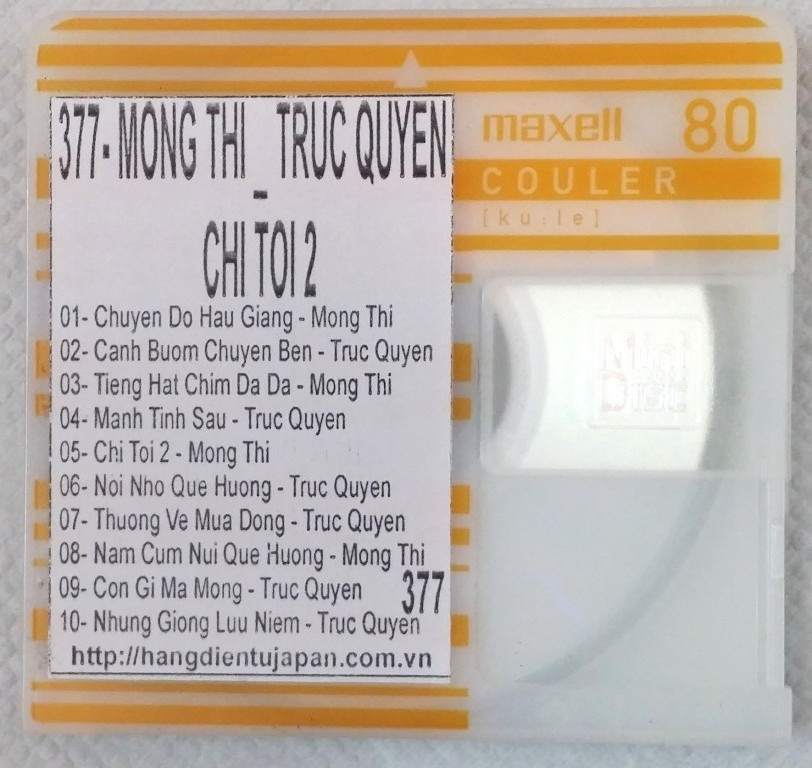 377- MONG THI _ TRUC QUYEN
_
CHI TOI 2
01- Chuyen Do Hau Giang - Mong Thi
02- Canh Buom Chuyen Ben - Truc Quyen
03- Tieng Hat Chim Da Da - Mong Thi
04- Manh Tinh Sau - Truc Quyen
05- Chi Toi 2 - Mong Thi
06- Noi Nho Que Huong - Truc Quyen
07- Thuong Ve Mua Dong - Truc Quyen
08- Nam Cum Nui Que Huong - Mong Thi
09- Con Gi Ma Mong - Truc Quyen
377
10- Nhung Giong Luu Niem - Truc Quyen
http://hangdientujapan.com.vn
maxell 80
COULER
[ku:le]
Mini
Disc